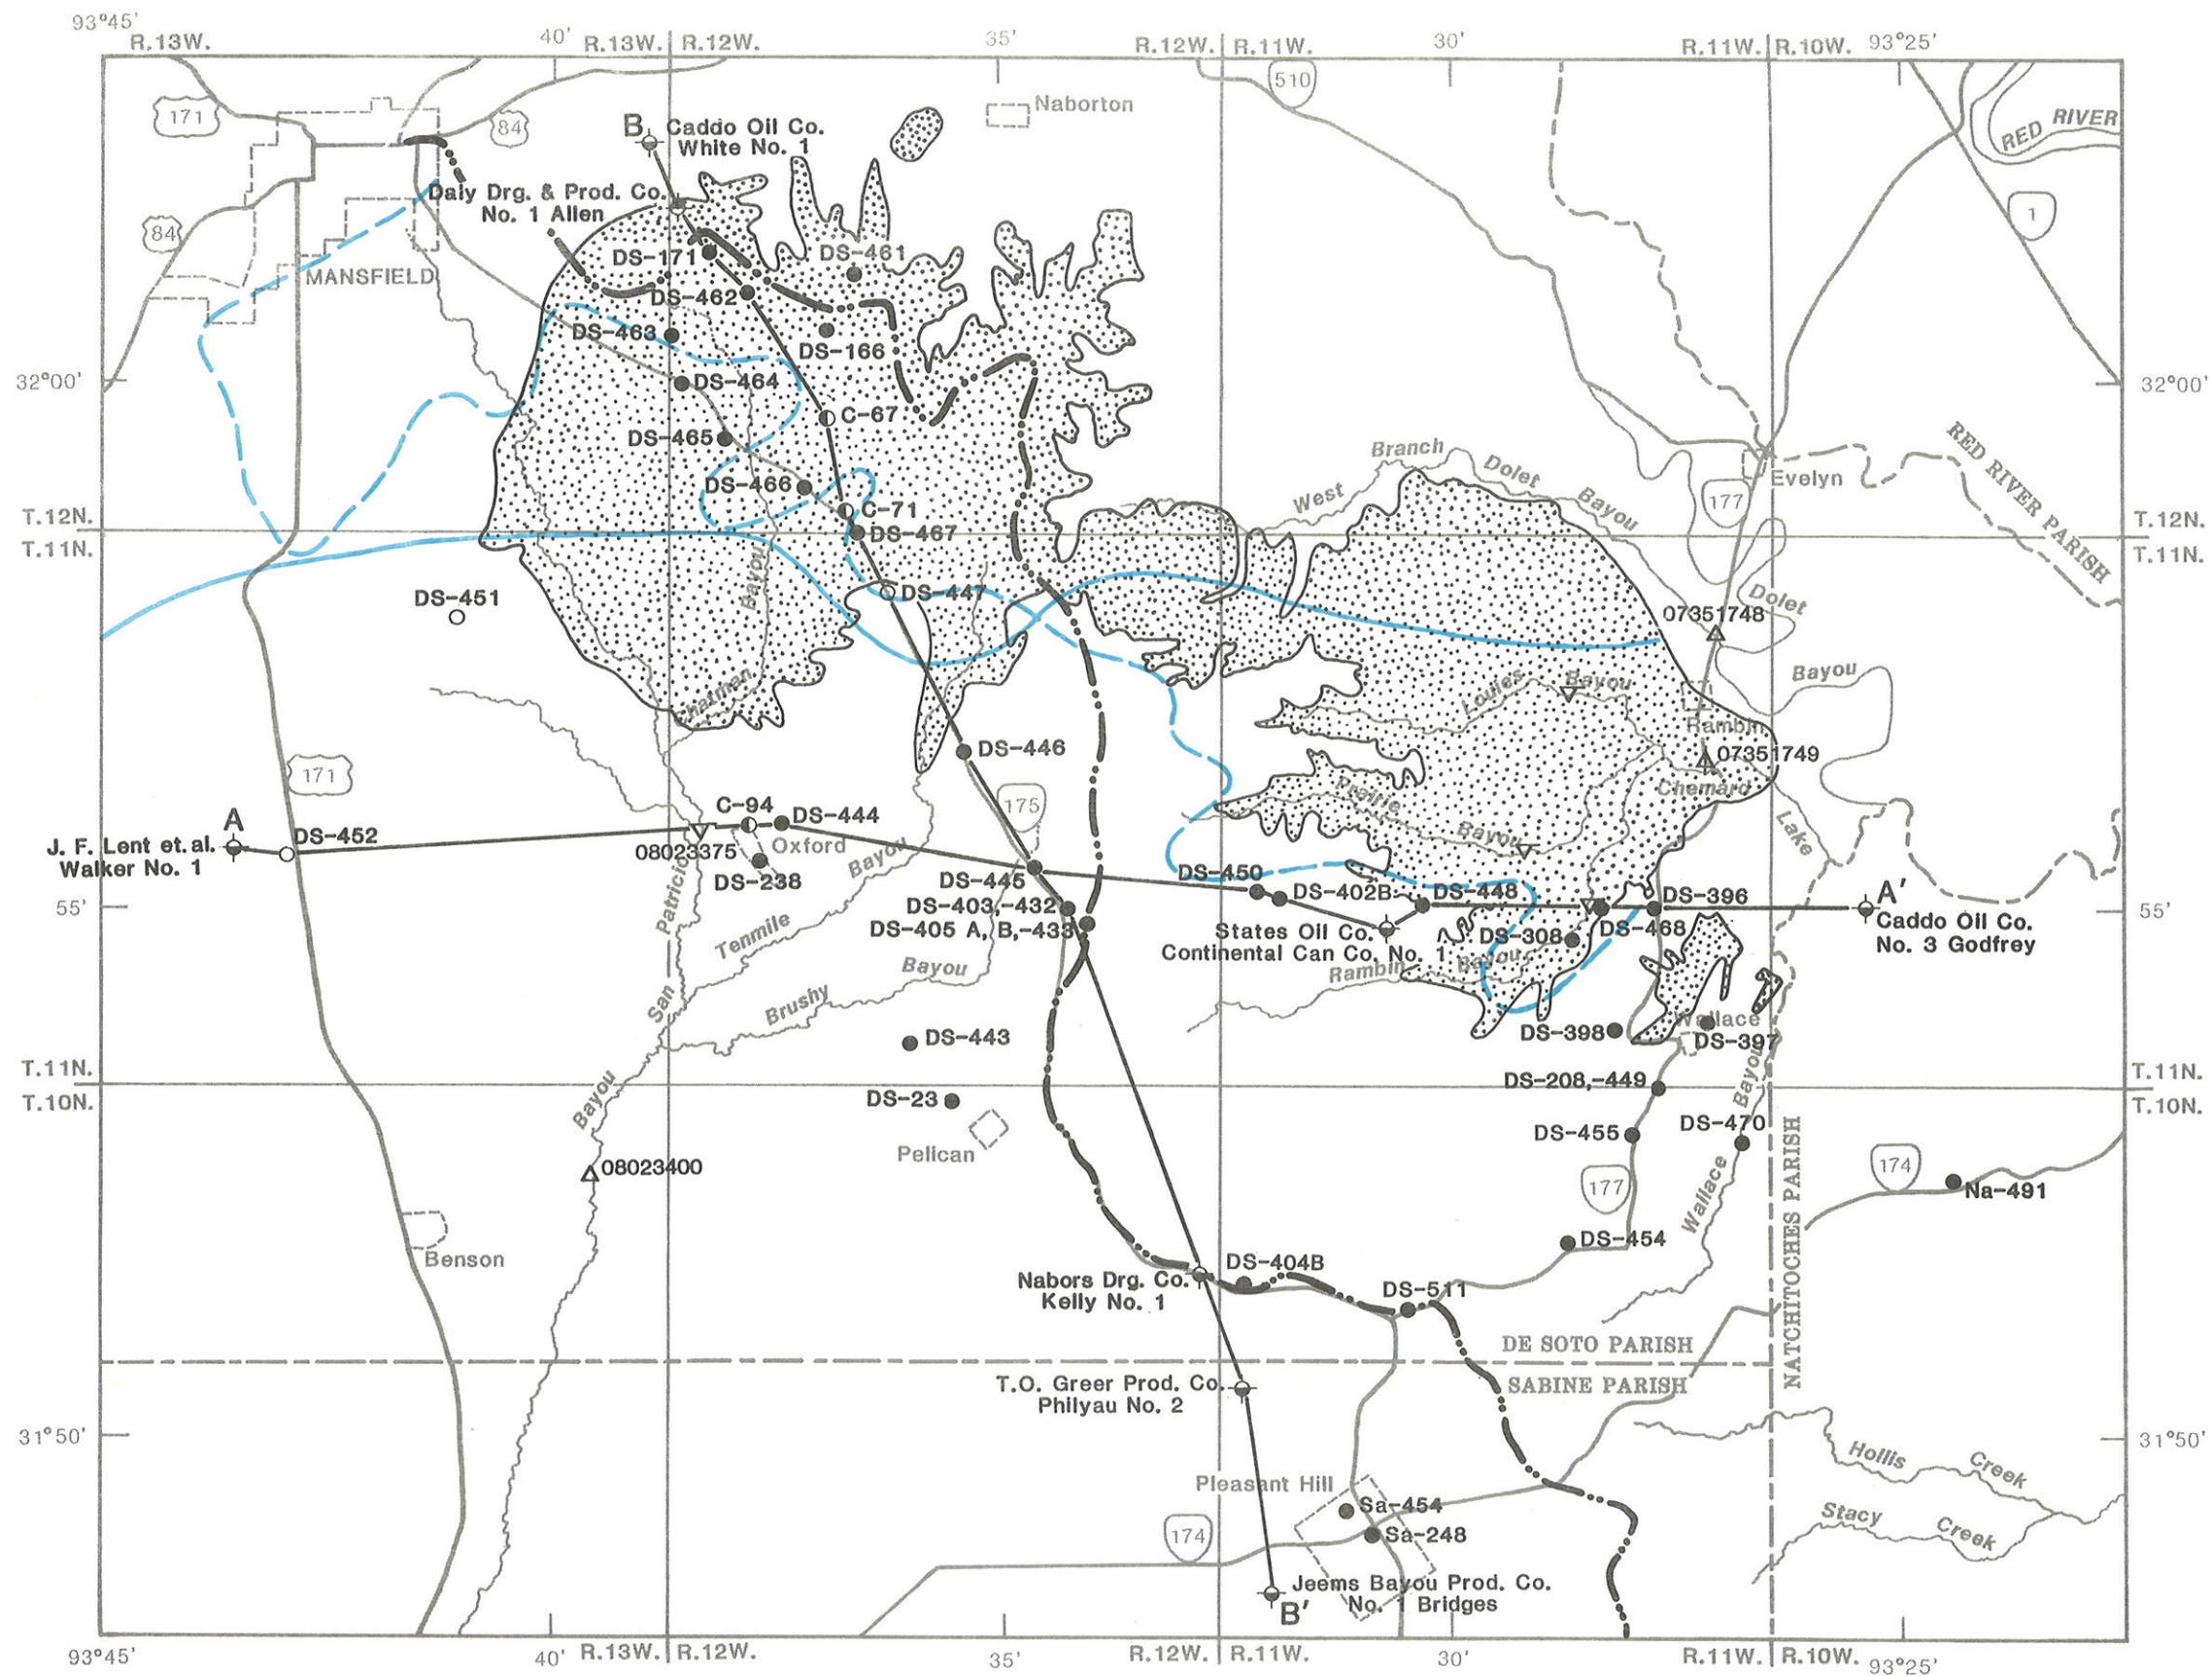 93°45'
R.13W.
40'
R.13W.
R.12W.
35'
R.12W.
R.11W.
30'
R.11W.
R.10W.
93°25'
510
171
84
Naborton
RED RIVER
B
Caddo Oil Co.
White No. 1
Daly Drg. & Prod. Co.
No. 1 Allen
84
1
MANSFIELD
DS-171
DS-461
DS-462
DS-463
DS-166
32°00'
DS-464
32°00'
C-67
DS-465
DS-466
C-71
DS-467
West
Branch
Dolet
Bayou
Evelyn
177
RED RIVER PARISH
T.12N.
T.11N.
T.12N.
T.11N.
Bayou
DS-451
DS-447
07351748
Dolet
Bayou
Chatman
Louies
Bayou
Rambin
DS-446
07351749
171
175
Chemard
Lake
Prairie
Bayou
A
J. F. Lent et.al.
Walker No. 1
DS-452
C-94
DS-444
08023375
Oxford
DS-238
Bayou
DS-445
DS-450
DS-402B
DS-448
DS-396
A'
Caddo Oil Co.
No. 3 Godfrey
55'
55'
DS-403,-432
DS-405 A, B,-433
States Oil Co.
Continental Can Co. No. 1
DS-308
DS-468
Patricio
Tenmile
Bayou
Rambin
Bayou
San
Brushy
DS-443
DS-398
Wallace
DS-397
T.11N.
T.10N.
T.11N.
T.10N.
DS-208,-449
Bayou
DS-23
Bayou
DS-455
DS-470
Pelican
08023400
174
177
Wallace
Na-491
NATCHITOCHES PARISH
Benson
DS-454
Nabors Drg. Co.
Kelly No. 1
DS-404B
DS-511
DE SOTO PARISH
SABINE PARISH
T.O. Greer Prod. Co.
Philyau No. 2
31°50'
31°50'
Hollis
Creek
Pleasant Hill
Sa-454
Sa-248
174
Stacy
Creek
Jeems Bayou Prod. Co.
No. 1 Bridges
B'
93°45'
40'
R.13W.
R.12W.
35'
R.12W.
R.11W.
30'
R.11W.
R.10W.
93°25'